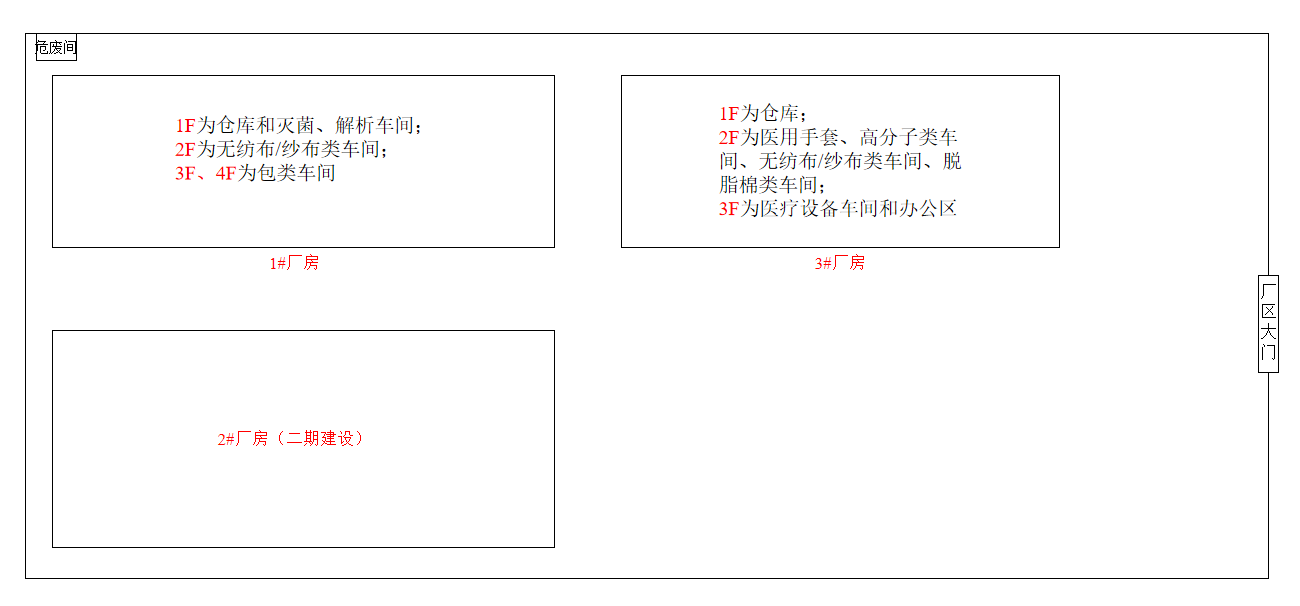 危废间
1F为仓库和灭菌、解析车间；
2F为无纺布/纱布类车间；
3F、4F为包类车间
1#厂房
1F为仓库；
2F为医用手套、高分子类车
间、无纺布/纱布类车间、脱
脂棉类车间；
3F为医疗设备车间和办公区
3#厂房
厂区大门
2#厂房（二期建设）